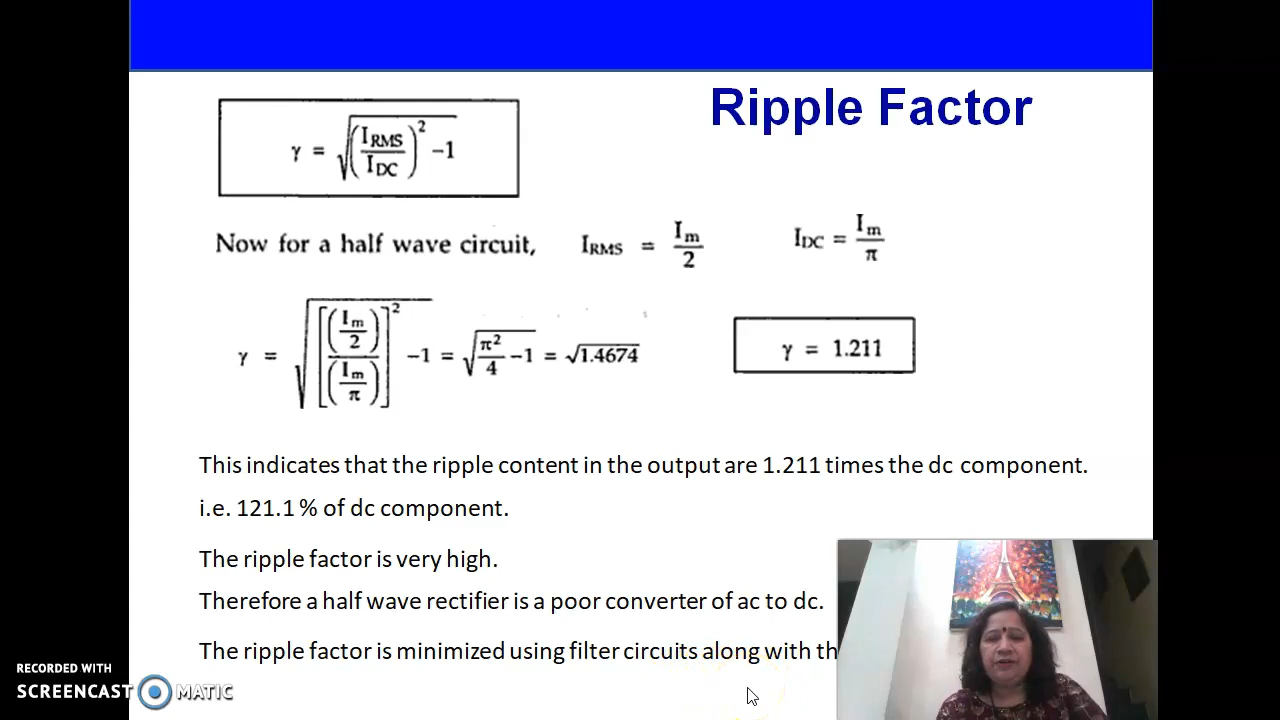 Ripple Factor
γ = √(I_RMS/I_DC)² −1
Now for a half wave circuit, I_RMS = I_m/2 I_DC = I_m/π
γ = √[(I_m/2)/(I_m/π)]² −1 = √π²/4 −1 = √1.4674 γ = 1.211
This indicates that the ripple content in the output are 1.211 times the dc component.
i.e. 121.1 % of dc component.
The ripple factor is very high.
Therefore a half wave rectifier is a poor converter of ac to dc.
The ripple factor is minimized using filter circuits along with th
RECORDED WITH
SCREENCAST MATIC